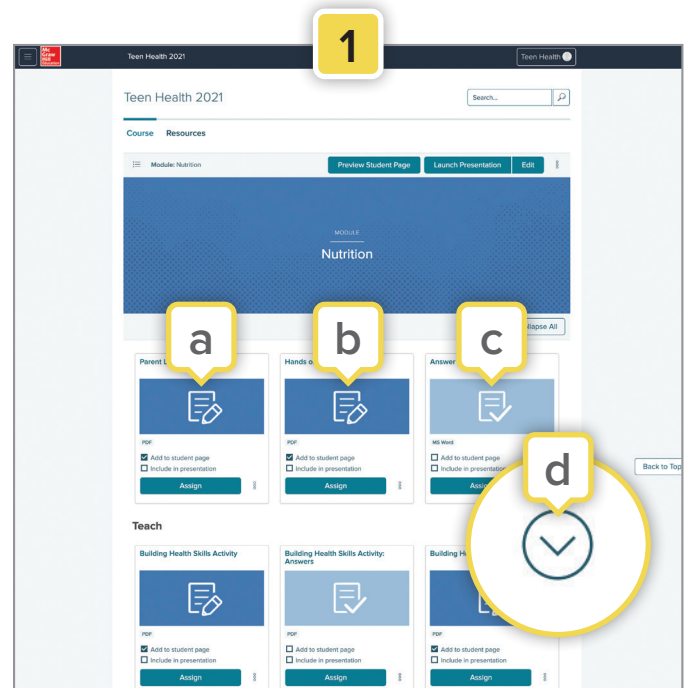 1
Mc
Graw
Hill
Education
Teen Health 2021
Teen Health
Teen Health 2021
Search...
Course Resources
Module: Nutrition
Preview Student Page
Launch Presentation
Edit
MODULE
Nutrition
Collapse All
a
b
c
Parent
Hands o
Answer
PDF
PDF
MS Word
Add to student page
Add to student page
Add to student page
Include in presentation
Include in presentation
Include in presentation
Assign
Assign
Assig
d
Back to Top
Teach
Building Health Skills Activity
Building Health Skills Activity:
Answers
Building H
PDF
PDF
PDF
Add to student page
Add to student page
Add to student page
Include in presentation
Include in presentation
Include in presentation
Assign
Assign
Assign